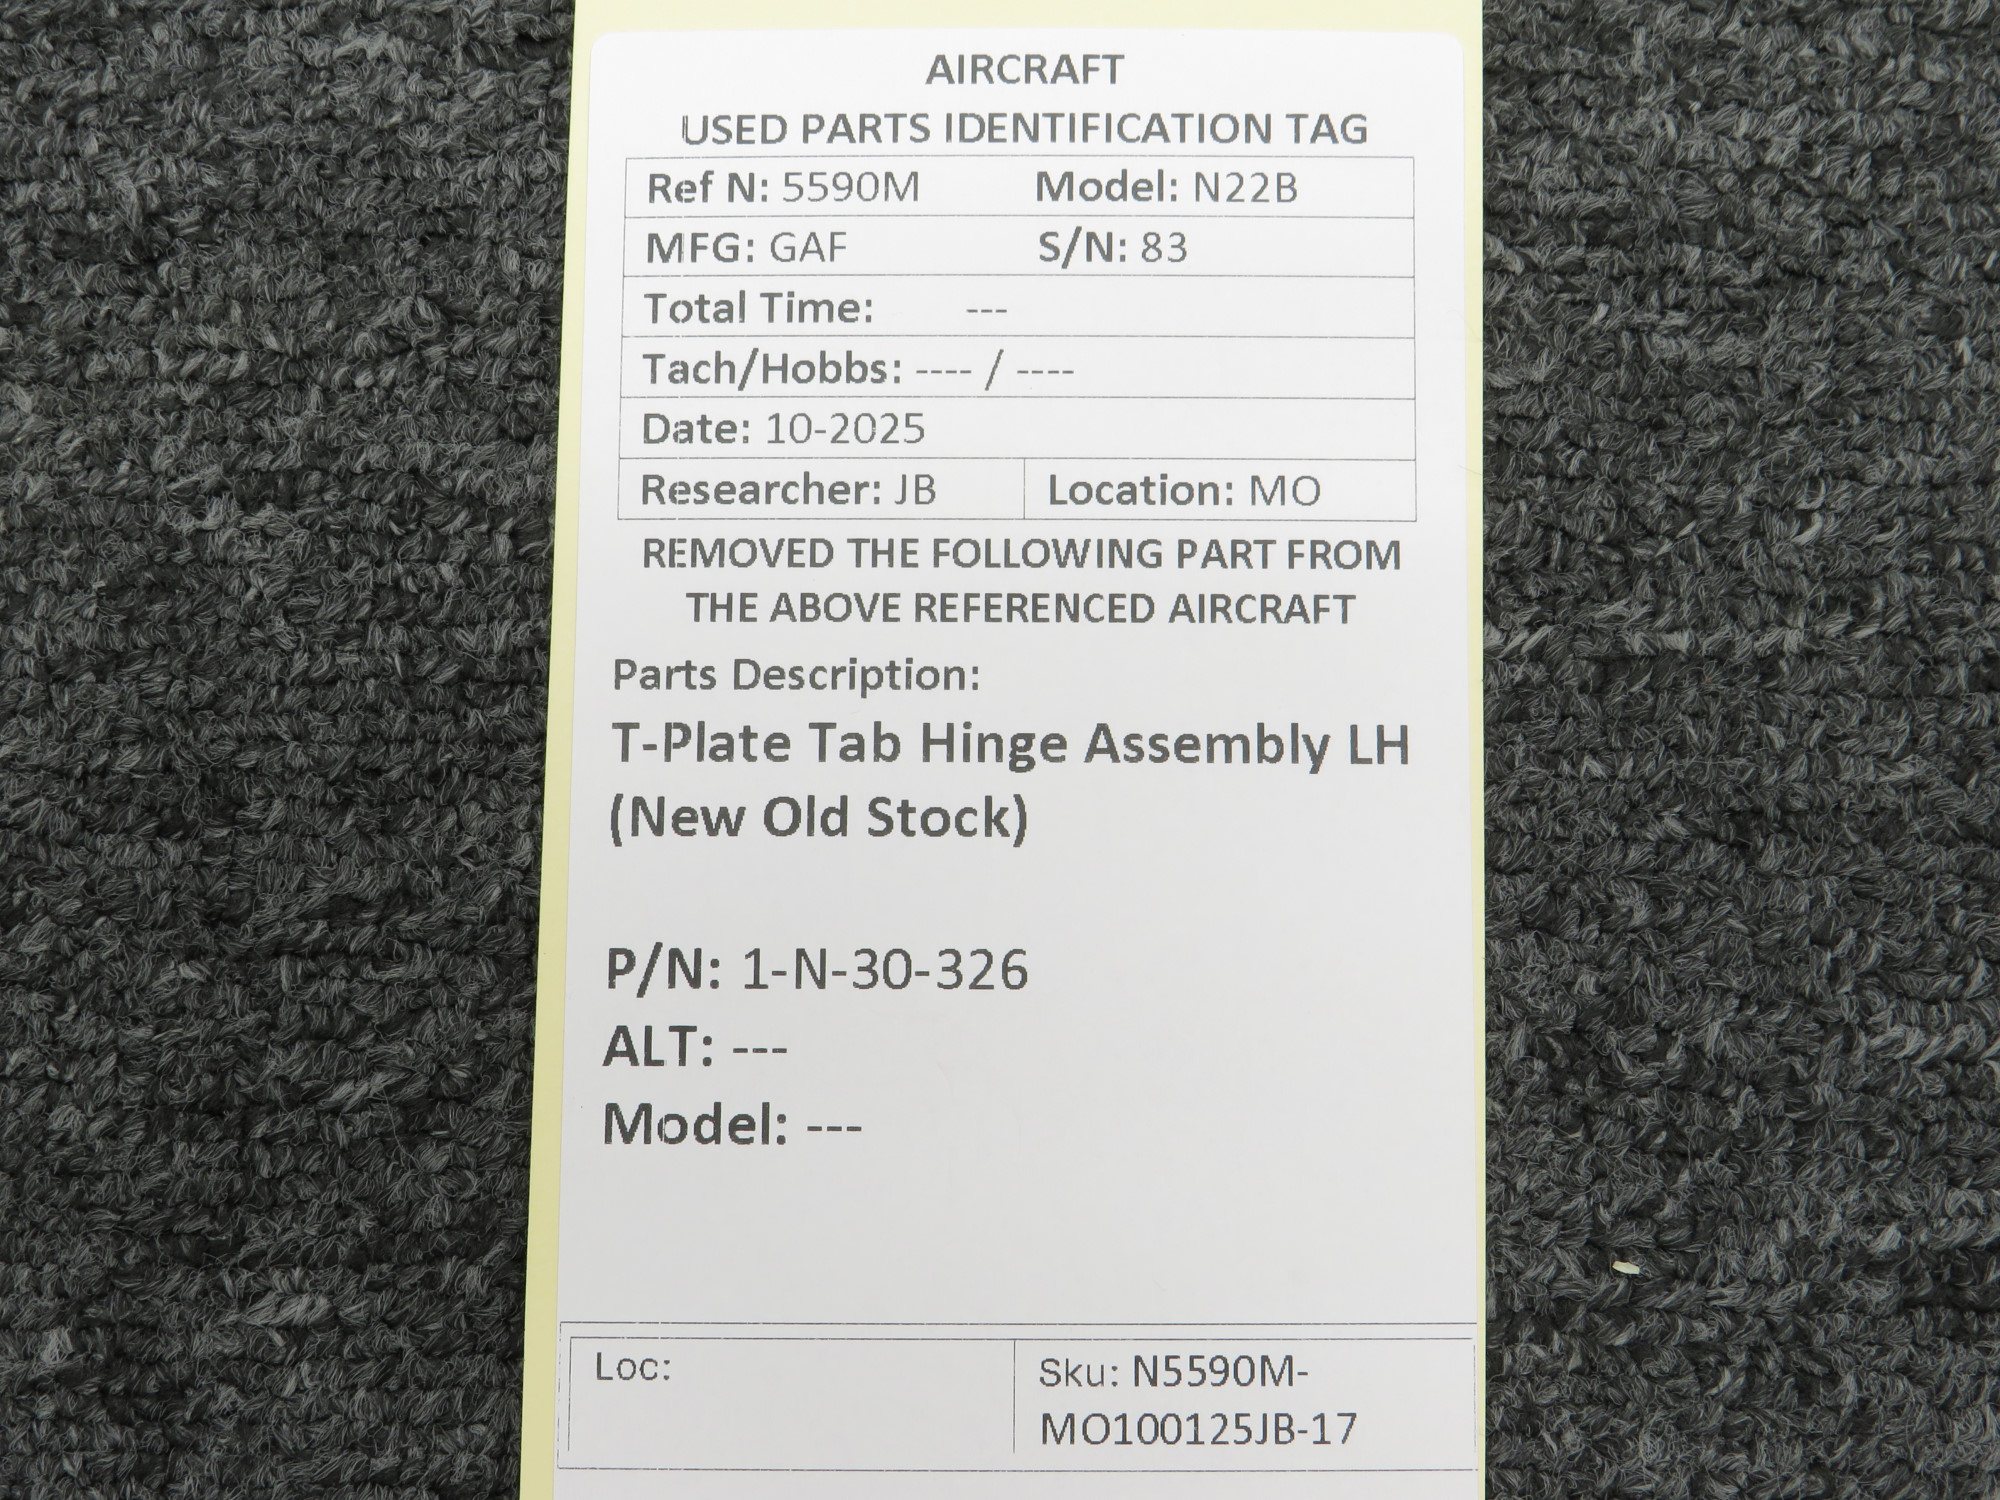 AIRCRAFT
USED PARTS IDENTIFICATION TAG
Ref N: 5590M Model: N22B
MFG: GAF S/N: 83
Total Time: ---
Tach/Hobbs: ---- / ----
Date: 10-2025
Researcher: JB Location: MO
REMOVED THE FOLLOWING PART FROM
THE ABOVE REFERENCED AIRCRAFT
Parts Description:
T-Plate Tab Hinge Assembly LH
(New Old Stock)
P/N: 1-N-30-326
ALT: ---
Model: ---
Loc: Sku: N5590M-
MO100125JB-17